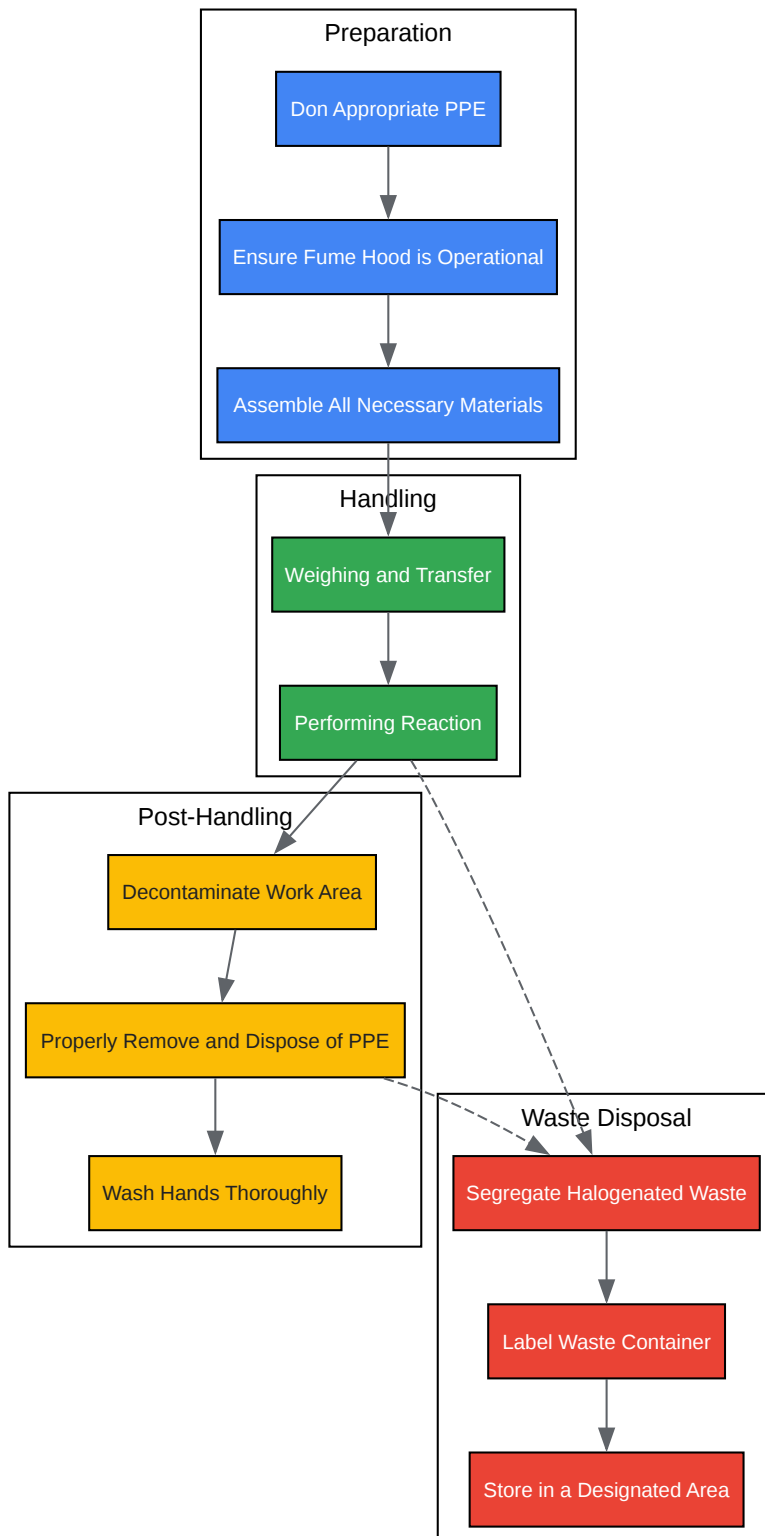 Preparation
Don Appropriate PPE
Ensure Fume Hood is Operational
Assemble All Necessary Materials
Handling
Weighing and Transfer
Performing Reaction
Post-Handling
Decontaminate Work Area
Properly Remove and Dispose of PPE
Wash Hands Thoroughly
Waste Disposal
Segregate Halogenated Waste
Label Waste Container
Store in a Designated Area